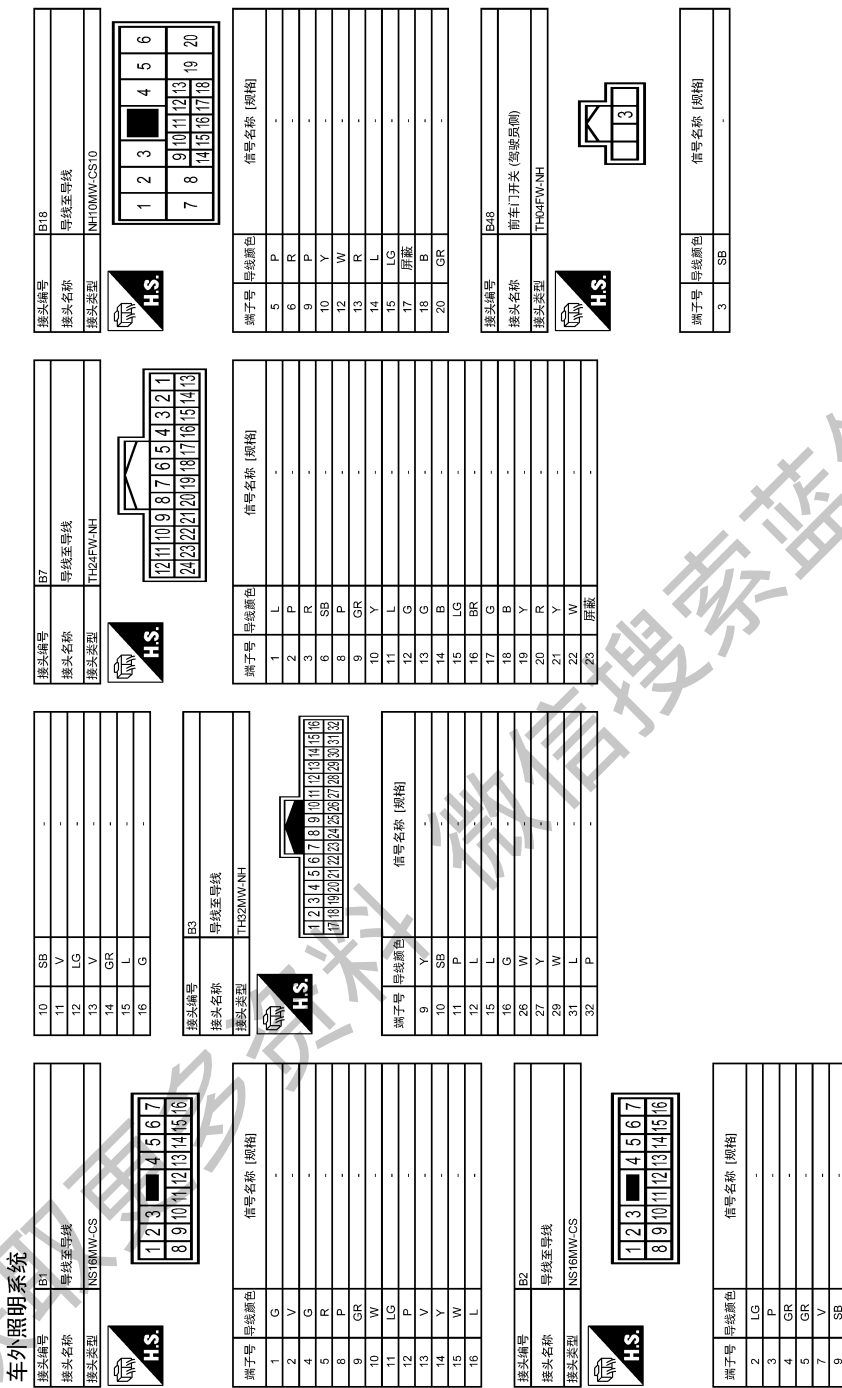 车外照明系统
接头编号 B1
接头名称 导线至导线
接头类型 NS16MW-CS
H.S.
1 2 3 4 5 6 7
8 9 10 11 12 13 14 15 16
端子号 导线颜色 信号名称 [规格]
1 G -
2 V -
4 G -
5 R -
8 P -
9 GR -
10 W -
11 LG -
12 P -
13 V -
14 Y -
15 W -
16 L -
接头编号 B2
接头名称 导线至导线
接头类型 NS16MW-CS
H.S.
1 2 3 4 5 6 7
8 9 10 11 12 13 14 15 16
端子号 导线颜色 信号名称 [规格]
2 LG -
3 P -
4 GR -
5 GR -
7 V -
9 SB -
10 SB -
11 V -
12 LG -
13 V -
14 GR -
15 L -
16 G -
接头编号 B3
接头名称 导线至导线
接头类型 TH32MW-NH
H.S.
1 2 3 4 5 6 7 8 9 10 11 12 13 14 15 16
17 18 19 20 21 22 23 24 25 26 27 28 29 30 31 32
端子号 导线颜色 信号名称 [规格]
9 Y -
10 SB -
11 P -
12 L -
15 L -
16 G -
26 W -
27 Y -
29 W -
31 L -
32 P -
接头编号 B7
接头名称 导线至导线
接头类型 TH24FW-NH
H.S.
12 11 10 9 8 7 6 5 4 3 2 1
24 23 22 21 20 19 18 17 16 15 14 13
端子号 导线颜色 信号名称 [规格]
1 L -
2 P -
3 R -
6 SB -
8 P -
9 GR -
10 Y -
11 L -
12 G -
13 G -
14 B -
15 LG -
16 BR -
17 G -
18 B -
19 Y -
20 R -
21 Y -
22 W -
23 屏蔽 -
接头编号 B18
接头名称 导线至导线
接头类型 NH10MW-CS10
H.S.
1 2 3 4 5 6
7 8 9 10 11 12 13 19 20
14 15 16 17 18
端子号 导线颜色 信号名称 [规格]
5 P -
6 R -
9 P -
10 Y -
12 W -
13 R -
14 L -
15 LG -
17 屏蔽 -
18 B -
20 GR -
接头编号 B48
接头名称 前车门开关 (驾驶员侧)
接头类型 TH04FW-NH
H.S.
3
端子号 导线颜色 信号名称 [规格]
3 SB -
取更多资料 微信搜索蓝